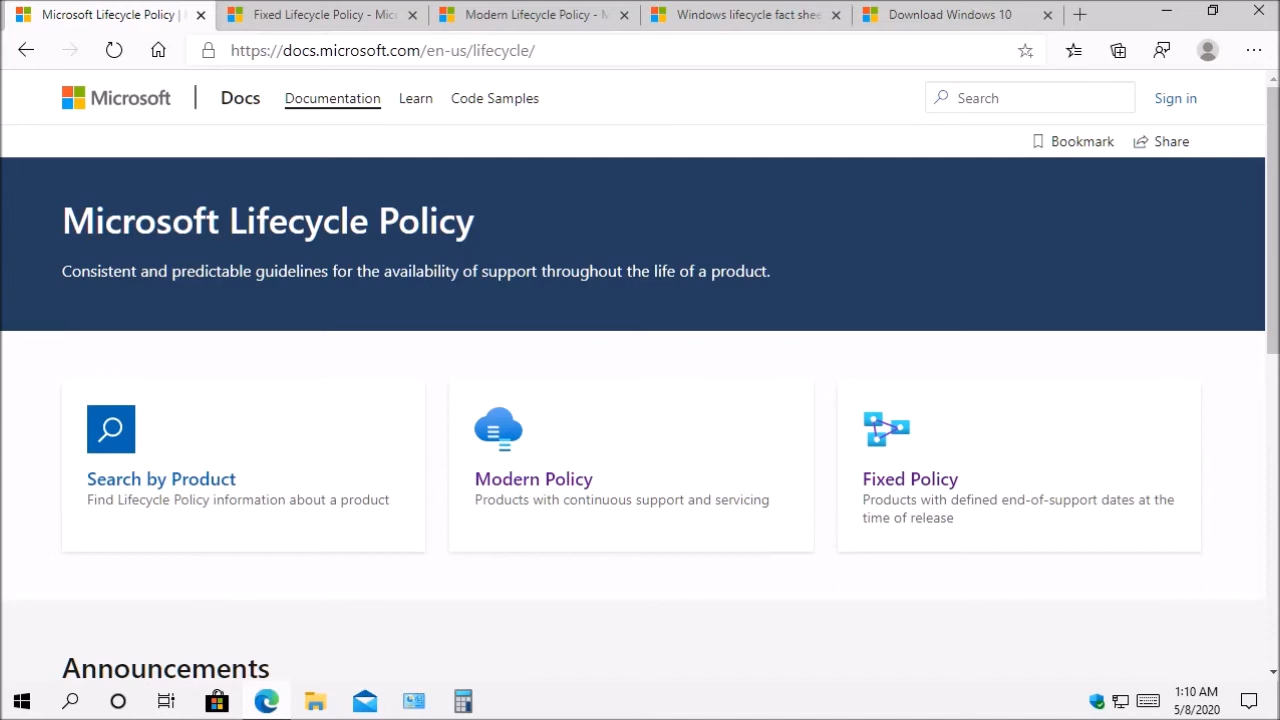 Microsoft Lifecycle Policy |
Fixed Lifecycle Policy - Micr
Modern Lifecycle Policy - M
Windows lifecycle fact shee
Download Windows 10
https://docs.microsoft.com/en-us/lifecycle/
Microsoft
Docs
Documentation
Learn
Code Samples
Search
Sign in
Bookmark
Share
Microsoft Lifecycle Policy
Consistent and predictable guidelines for the availability of support throughout the life of a product.
Search by Product
Find Lifecycle Policy information about a product
Modern Policy
Products with continuous support and servicing
Fixed Policy
Products with defined end-of-support dates at the
time of release
Announcements
1:10 AM
5/8/2020